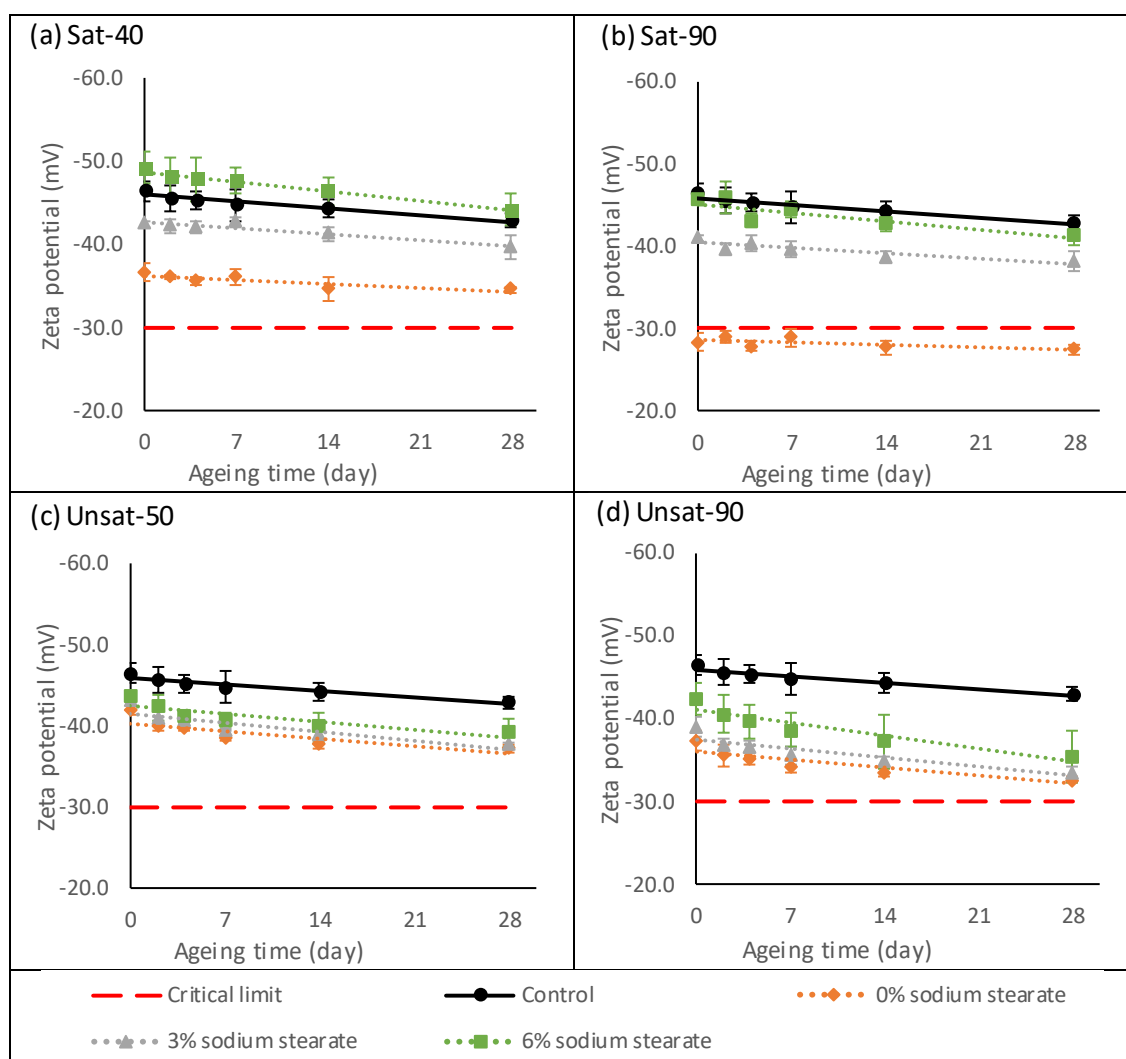 (a) Sat-40
-60.0
-50.0
-40.0
-30.0
-20.0
Zeta potential (mV)
0 7 14 21 28
Ageing time (day)
(b) Sat-90
-60.0
-50.0
-40.0
-30.0
-20.0
Zeta potential (mV)
0 7 14 21 28
Ageing time (day)
(c) Unsat-50
-60.0
-50.0
-40.0
-30.0
-20.0
Zeta potential (mV)
0 7 14 21 28
Ageing time (day)
(d) Unsat-90
-60.0
-50.0
-40.0
-30.0
-20.0
Zeta potential (mV)
0 7 14 21 28
Ageing time (day)
Critical limit Control 0% sodium stearate
3% sodium stearate 6% sodium stearate